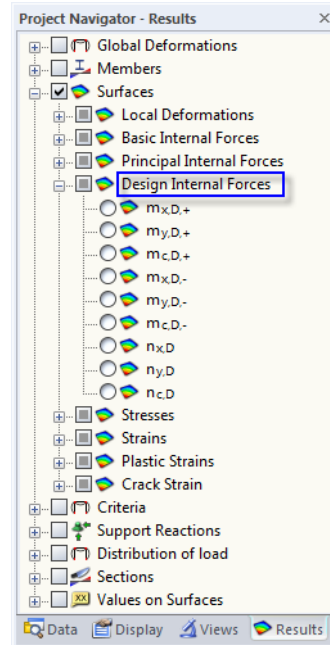 Project Navigator - Results
Global Deformations
Members
Surfaces
Local Deformations
Basic Internal Forces
Principal Internal Forces
Design Internal Forces
mx,D,+
my,D,+
mc,D,+
mx,D,-
my,D,-
mc,D,-
nx,D
ny,D
nc,D
Stresses
Strains
Plastic Strains
Crack Strain
Criteria
Support Reactions
Distribution of load
Sections
xx Values on Surfaces
Data Display Views Results